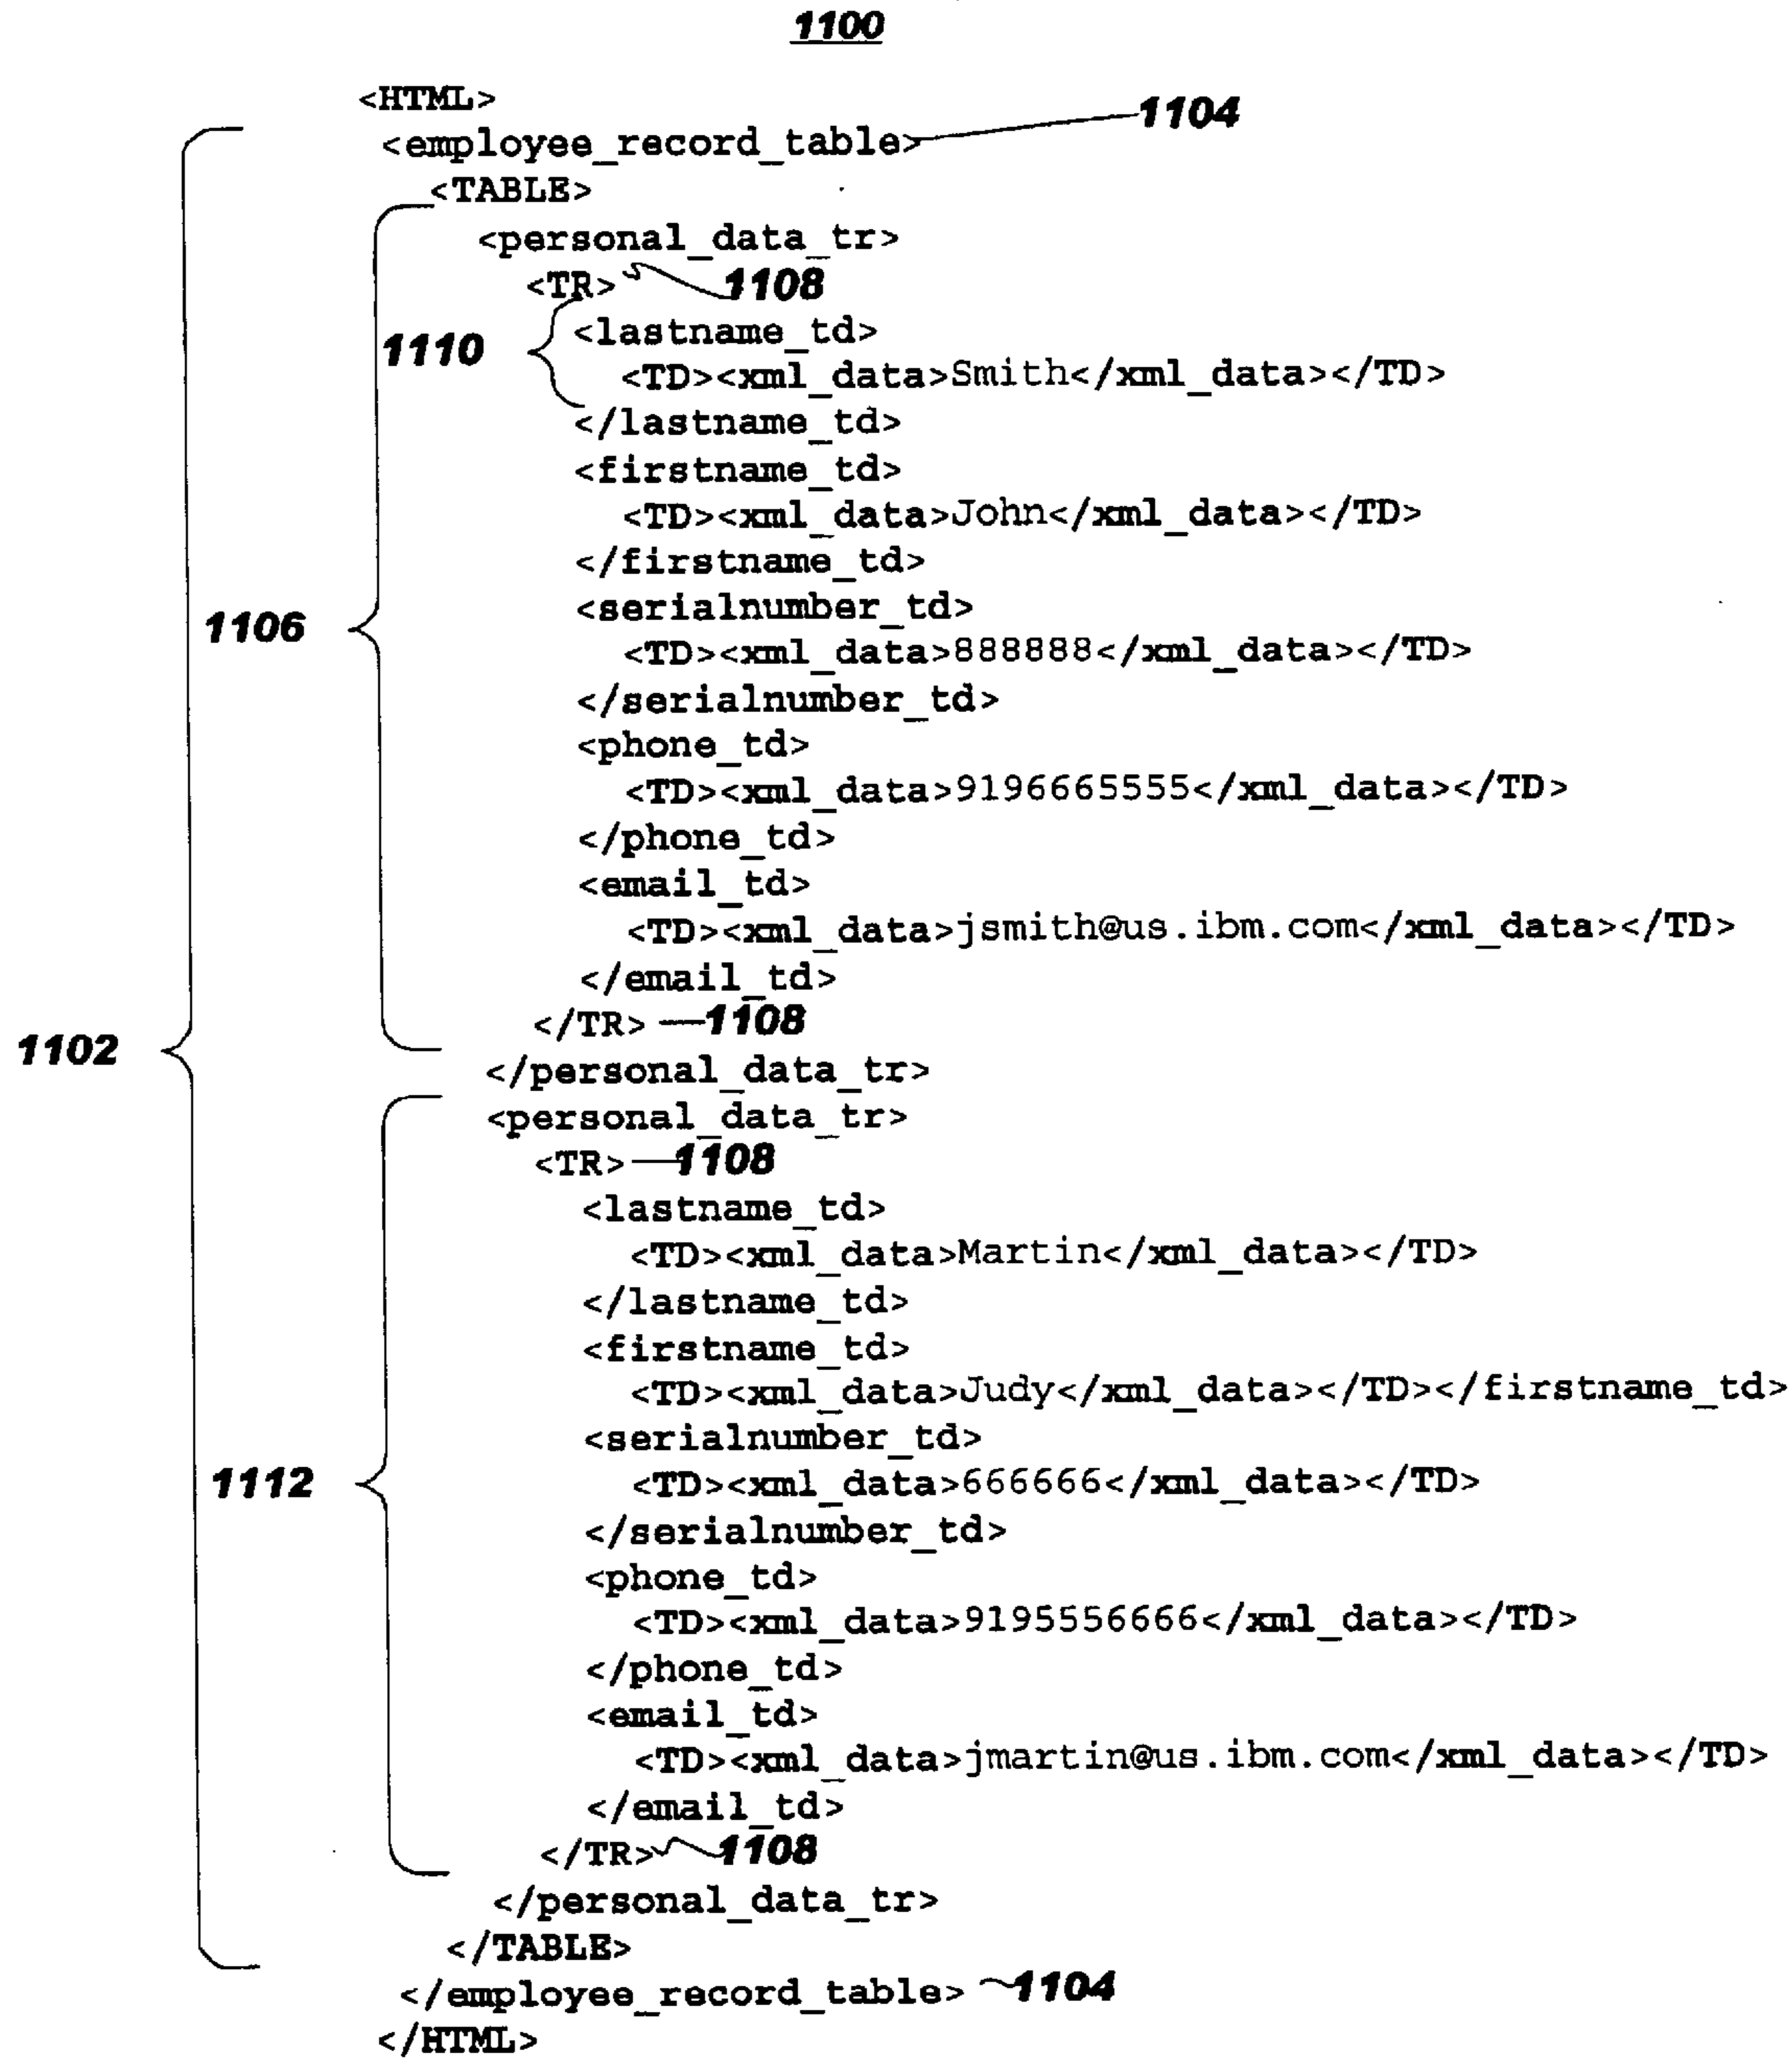 1100
<HTML>
1104
<employee_record_table>
<TABLE>
<personal_data_tr>
<TR> 1108
<lastname_td>
1110
<TD><xml_data>Smith</xml_data></TD>
</lastname_td>
<firstname_td>
<TD><xml_data>John</xml_data></TD>
</firstname_td>
<serialnumber_td>
1106
<TD><xml_data>888888</xml_data></TD>
</serialnumber_td>
<phone_td>
<TD><xml_data>9196665555</xml_data></TD>
</phone_td>
<email_td>
<TD><xml_data>jsmith@us.ibm.com</xml_data></TD>
</email_td>
</TR> 1108
1102
</personal_data_tr>
<personal_data_tr>
<TR> 1108
<lastname_td>
<TD><xml_data>Martin</xml_data></TD>
</lastname_td>
<firstname_td>
<TD><xml_data>Judy</xml_data></TD></firstname_td>
<serialnumber_td>
1112 <TD><xml_data>666666</xml_data></TD>
</serialnumber_td>
<phone_td>
<TD><xml_data>9195556666</xml_data></TD>
</phone_td>
<email_td>
<TD><xml_data>jmartin@us.ibm.com</xml_data></TD>
</email_td>
</TR> 1108
</personal_data_tr>
</TABLE>
</employee_record_table> 1104
</HTML>